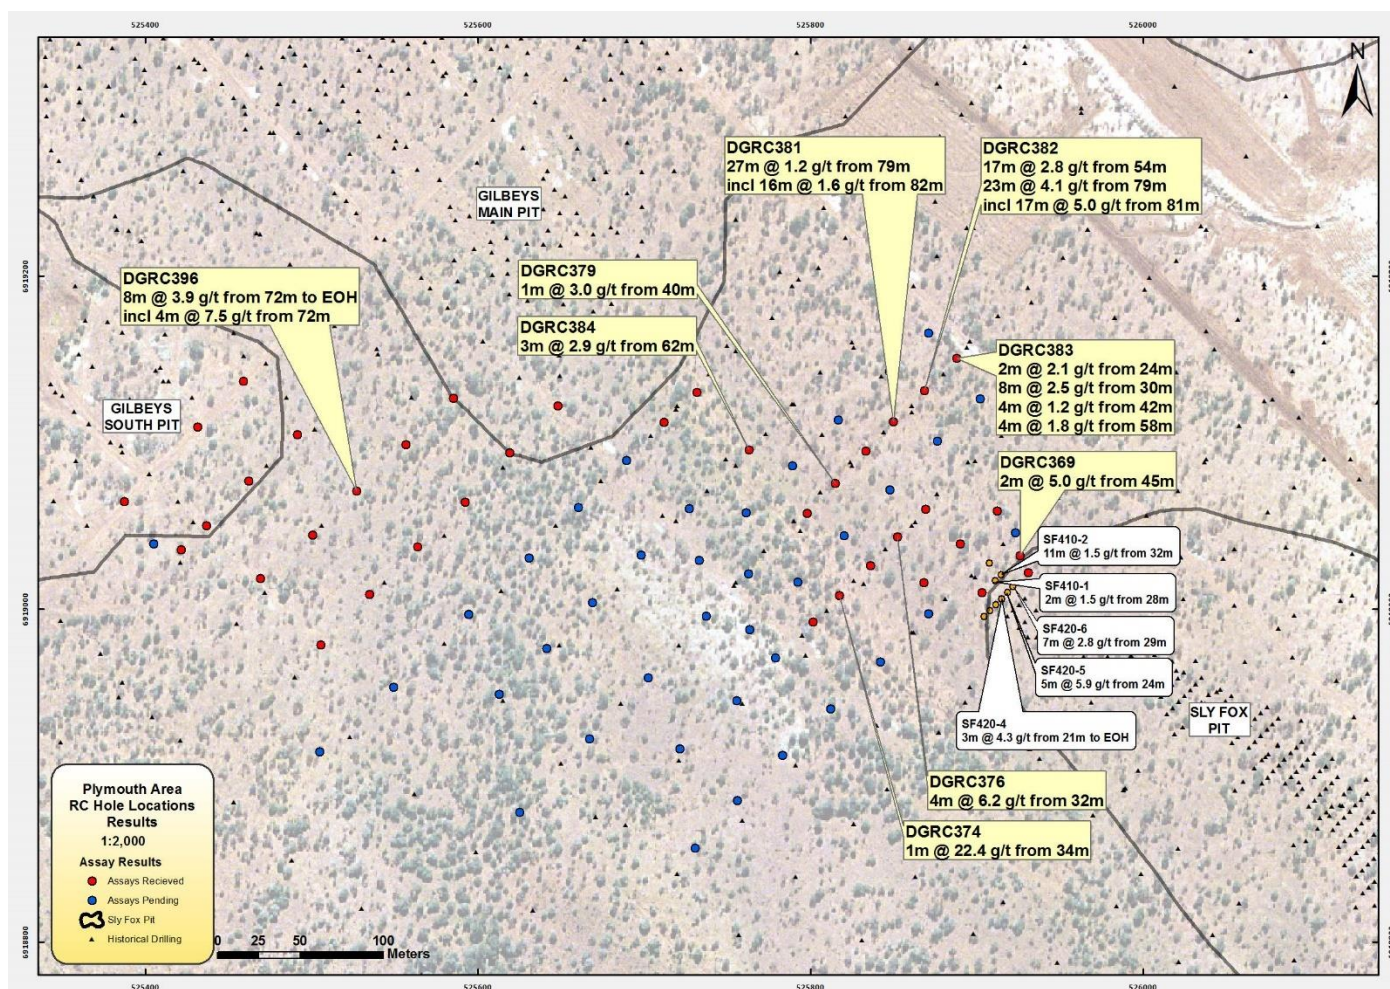 525400
525600
525800
526000
N
DGRC381
27m @ 1.2 g/t from 79m
incl 16m @ 1.6 g/t from 82m
DGRC382
17m @ 2.8 g/t from 54m
23m @ 4.1 g/t from 79m
incl 17m @ 5.0 g/t from 81m
GILBEYS
MAIN PIT
6919200
DGRC396
8m @ 3.9 g/t from 72m to EOH
incl 4m @ 7.5 g/t from 72m
DGRC379
1m @ 3.0 g/t from 40m
DGRC384
3m @ 2.9 g/t from 62m
DGRC383
2m @ 2.1 g/t from 24m
8m @ 2.5 g/t from 30m
4m @ 1.2 g/t from 42m
4m @ 1.8 g/t from 58m
GILBEYS
SOUTH PIT
DGRC369
2m @ 5.0 g/t from 45m
SF410-2
11m @ 1.5 g/t from 32m
SF410-1
2m @ 1.5 g/t from 28m
6919000
SF420-6
7m @ 2.8 g/t from 29m
SF420-5
5m @ 5.9 g/t from 24m
SF420-4
3m @ 4.3 g/t from 21m to EOH
SLY FOX
PIT
DGRC376
4m @ 6.2 g/t from 32m
DGRC374
1m @ 22.4 g/t from 34m
Plymouth Area
RC Hole Locations
Results
1:2,000
Assay Results
Assays Recieved
Assays Pending
Sly Fox Pit
Historical Drilling
0 25 50 100
Meters
6918800
525400
525600
525800
526000